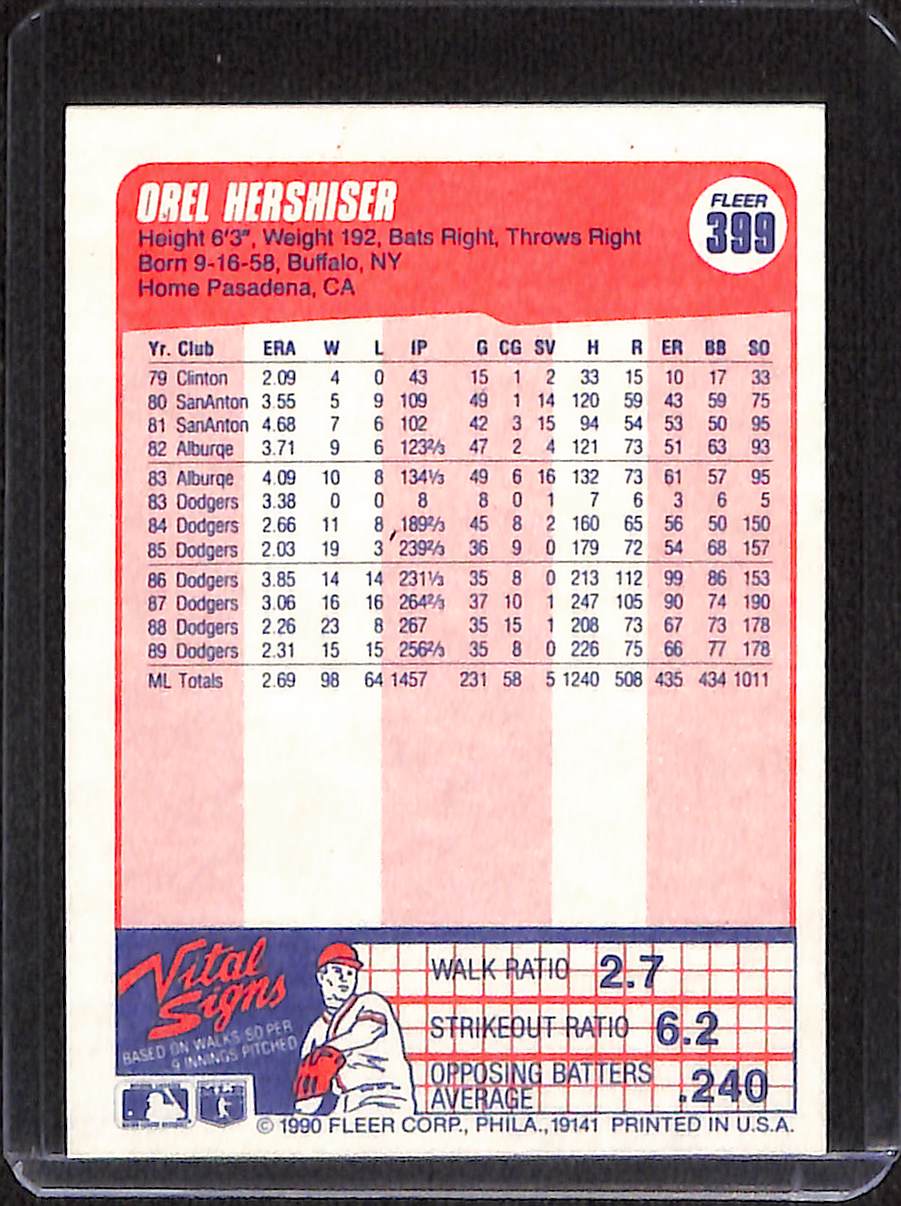 OREL HERSHISER
FLEER
399
Height 6'3", Weight 192, Bats Right, Throws Right
Born 9-16-58, Buffalo, NY
Home Pasadena, CA
Yr. Club ERA W L IP G CG SV H R ER BB SO
79 Clinton 2.09 4 0 43 15 1 2 33 15 10 17 33
80 SanAnton 3.55 5 9 109 49 1 14 120 59 43 59 75
81 SanAnton 4.68 7 6 102 42 3 15 94 54 53 50 95
82 Alburqe 3.71 9 6 123⅔ 47 2 4 121 73 51 63 93
83 Alburqe 4.09 10 8 134⅓ 49 6 16 132 73 61 57 95
83 Dodgers 3.38 0 0 8 8 0 1 7 6 3 6 5
84 Dodgers 2.66 11 8 189⅔ 45 8 2 160 65 56 50 150
85 Dodgers 2.03 19 3 239⅔ 36 9 0 179 72 54 68 157
86 Dodgers 3.85 14 14 231⅓ 35 8 0 213 112 99 86 153
87 Dodgers 3.06 16 16 264⅔ 37 10 1 247 105 90 74 190
88 Dodgers 2.26 23 8 267 35 15 1 208 73 67 73 178
89 Dodgers 2.31 15 15 256⅔ 35 8 0 226 75 66 77 178
ML Totals 2.69 98 64 1457 231 58 5 1240 508 435 434 1011
Vital
Signs
BASED ON WALKS, SO PER
9 INNINGS PITCHED
WALK RATIO 2.7
STRIKEOUT RATIO 6.2
OPPOSING BATTERS
AVERAGE .240
© 1990 FLEER CORP., PHILA., 19141 PRINTED IN U.S.A.